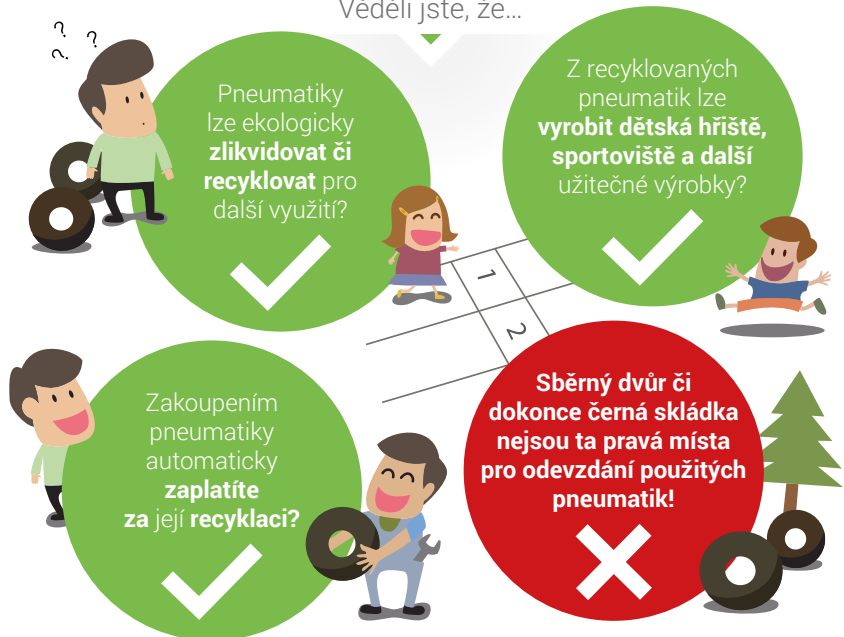 Věděli jste, že…
? ? ?
Pneumatiky
lze ekologicky
zlikvidovat či
recyklovat pro
další využití?
Z recyklovaných
pneumatik lze
vyrobit dětská hřiště,
sportoviště a další
užitečné výrobky?
1
2
Zakoupením
pneumatiky
automaticky
zaplatíte
za její recyklaci?
Sběrný dvůr či
dokonce černá skládka
nejsou ta pravá místa
pro odevzdání použitých
pneumatik!